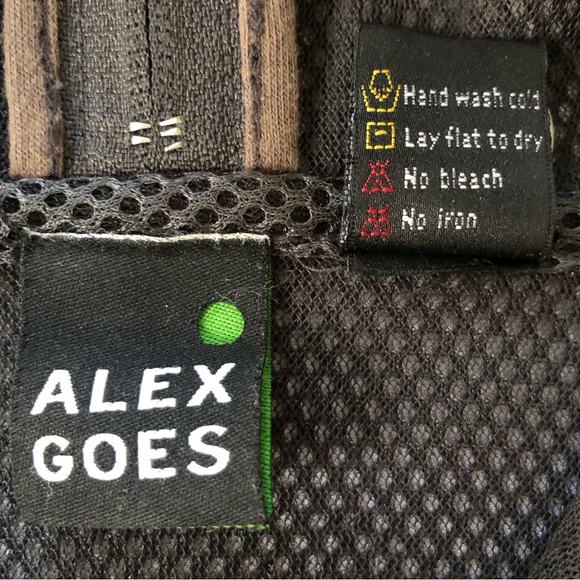 Hand wash cold
Lay flat to dry
No bleach
No iron
ALEX
GOES